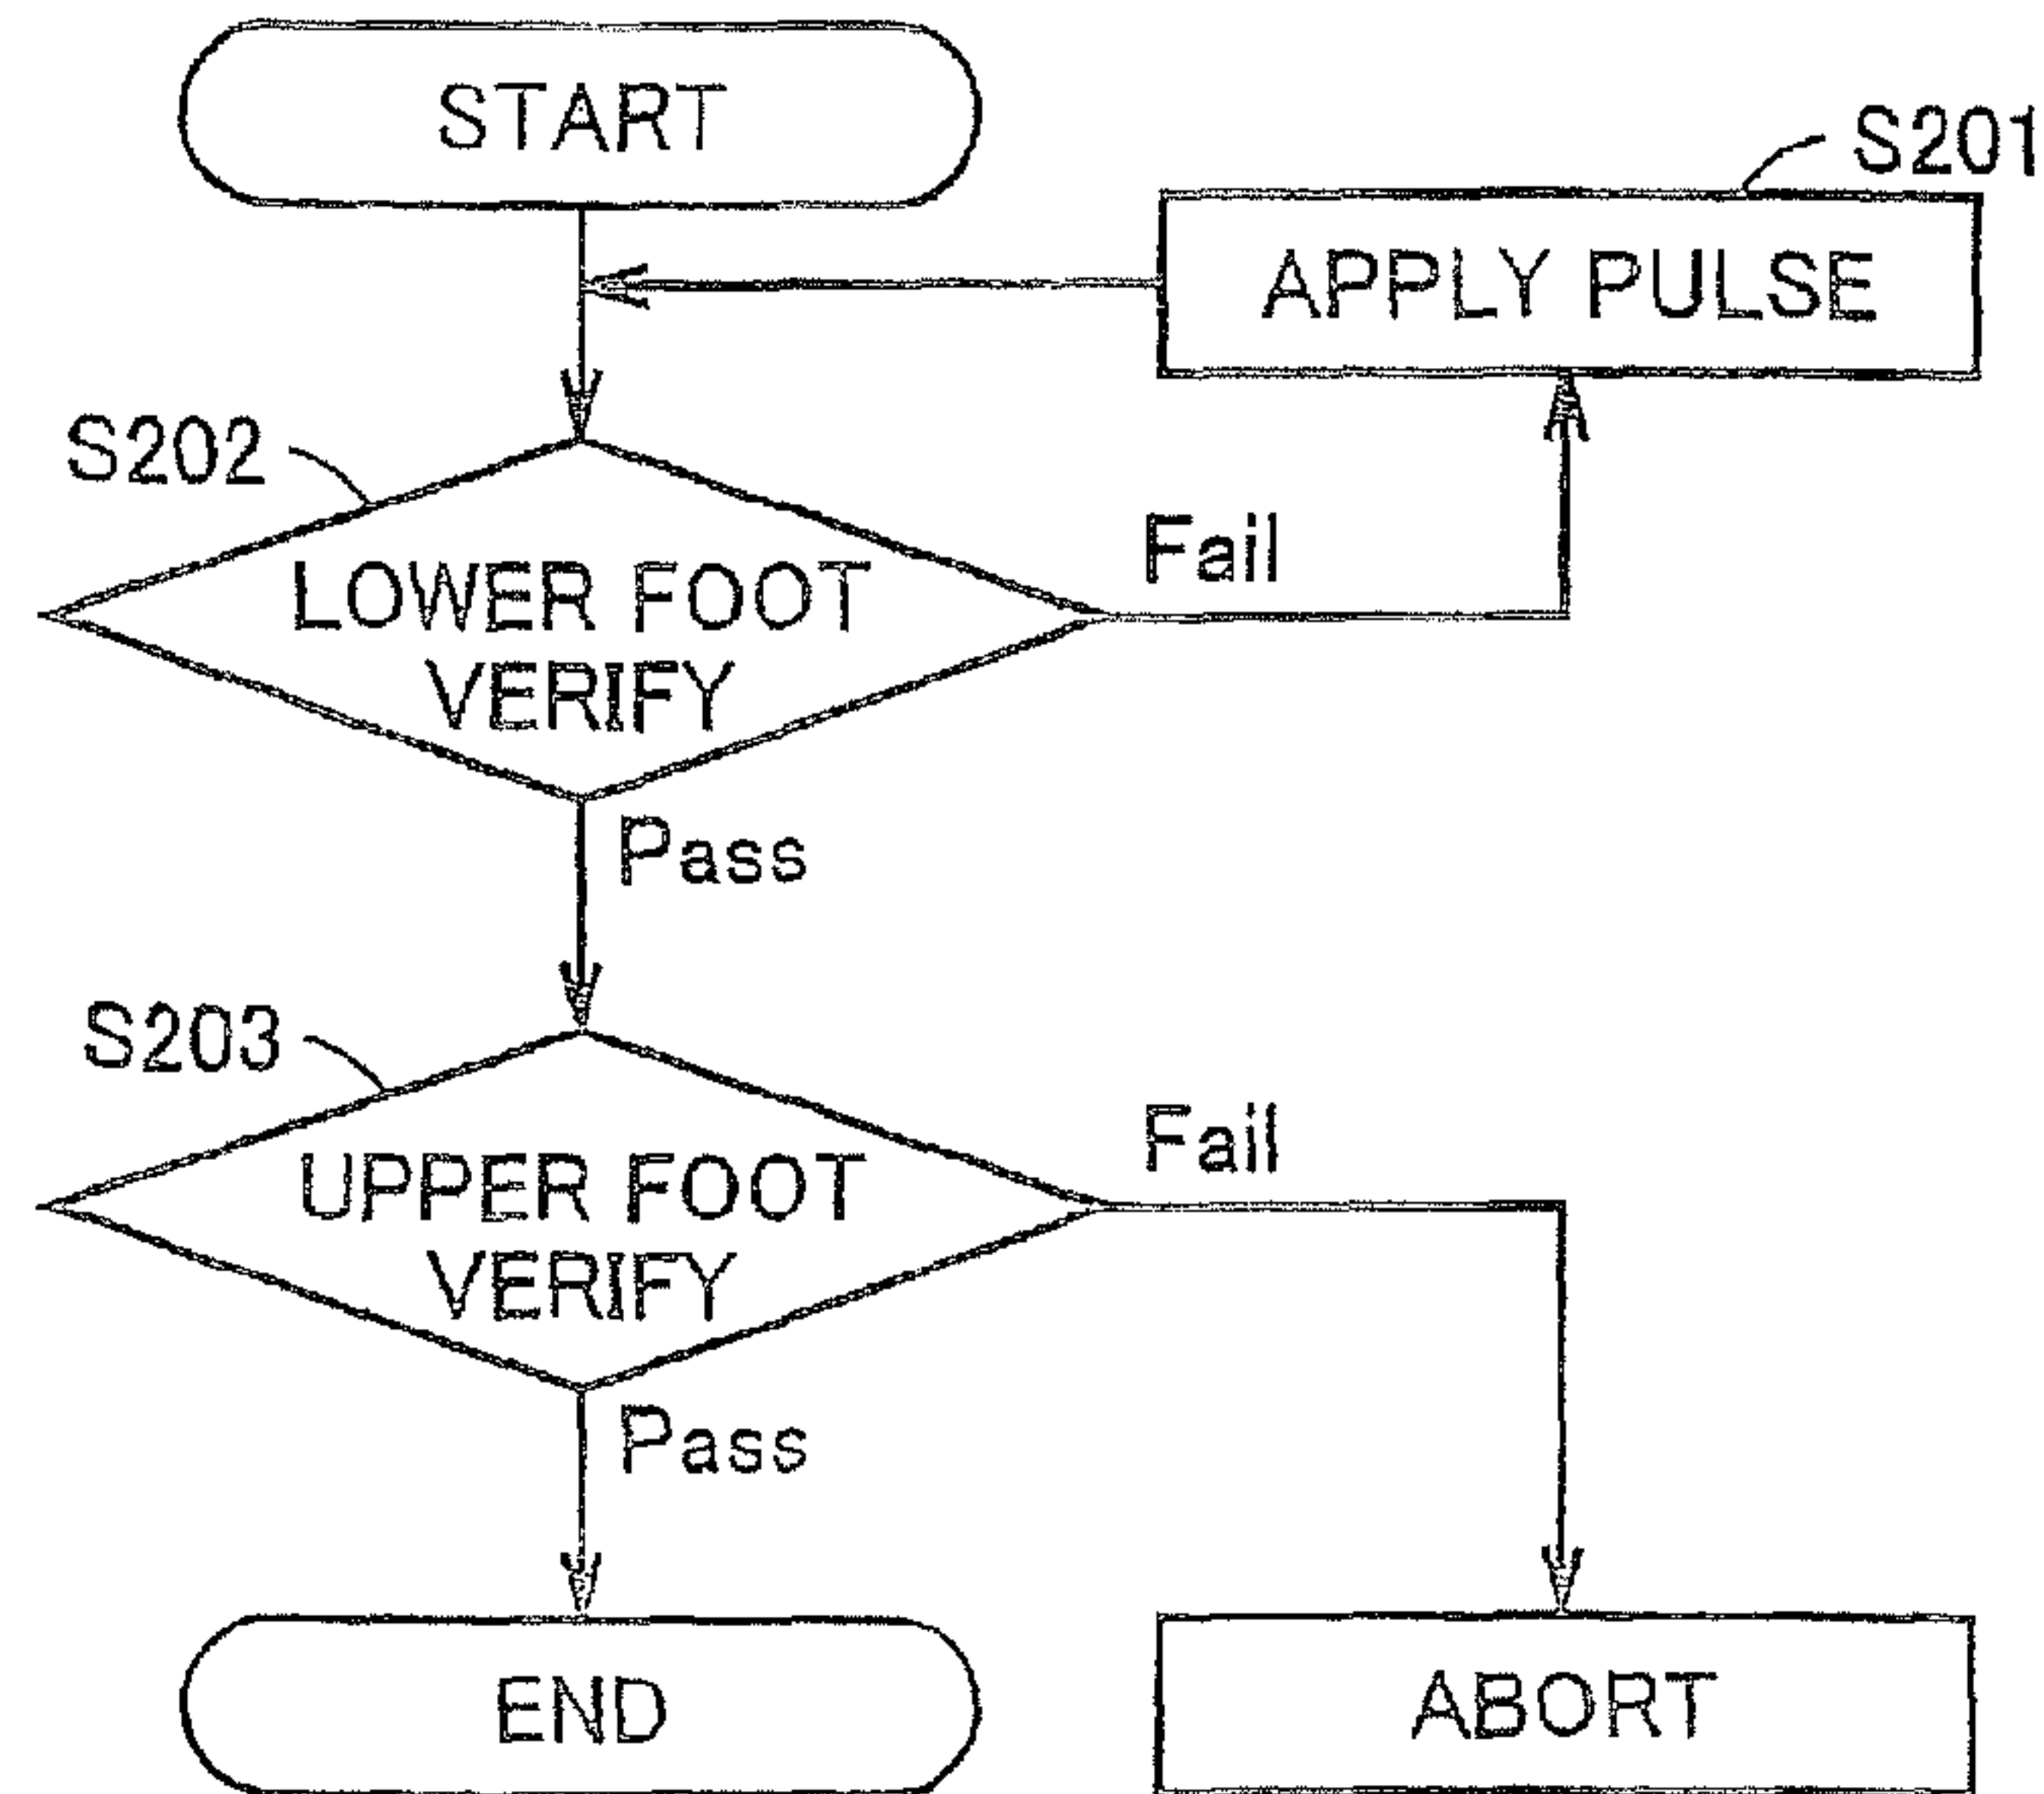 START
S201
APPLY PULSE
S202
LOWER FOOT
VERIFY
Fail
Pass
S203
UPPER FOOT
VERIFY
Fail
Pass
END
ABORT